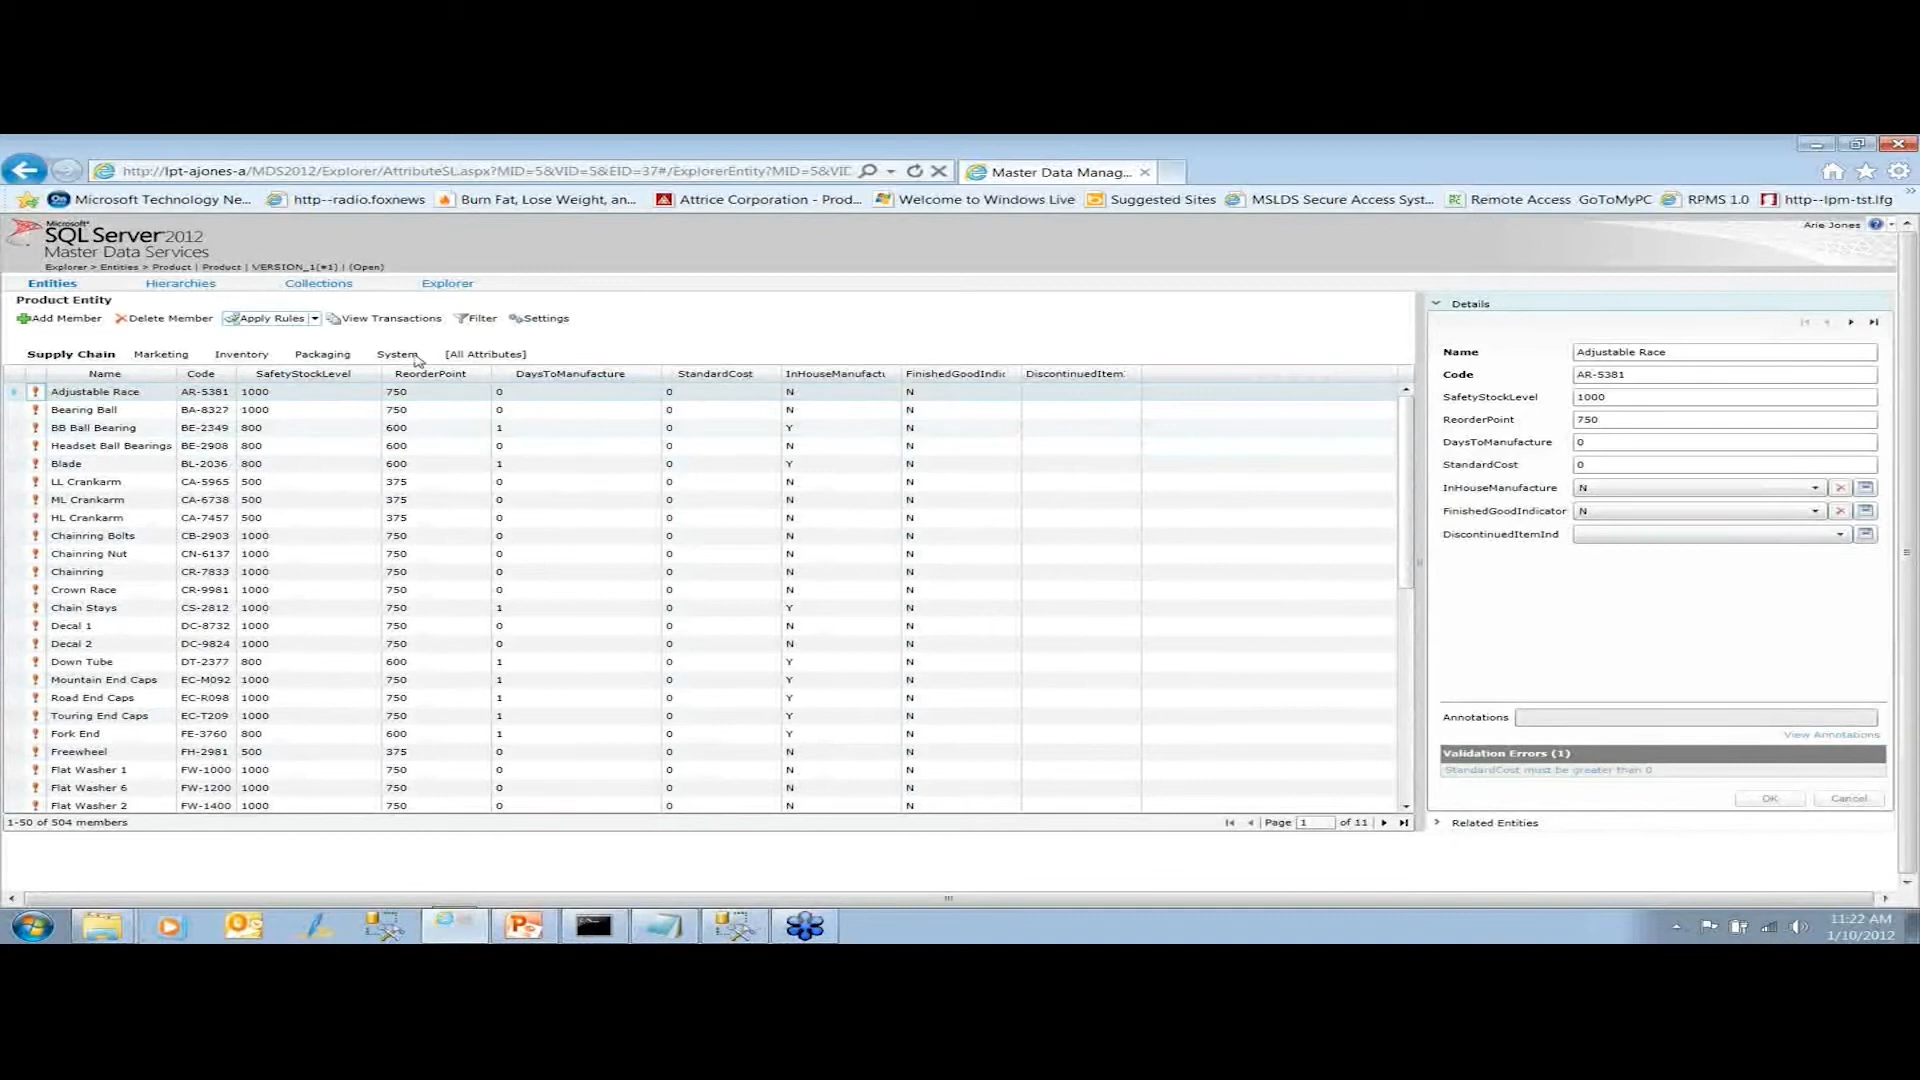 http://lpt-ajones-a/MDS2012/Explorer/AttributeSL.aspx?MID=5&VID=5&EID=37#/ExplorerEntity?MID=5&VID
Master Data Manag...
Microsoft Technology Ne... http--radio.foxnews Burn Fat, Lose Weight, an... Attrice Corporation - Prod... Welcome to Windows Live Suggested Sites MSLDS Secure Access Syst... Remote Access GoToMyPC RPMS 1.0 http--lpm-tst.lfg
Microsoft
SQL Server 2012
Master Data Services
Arie Jones
Explorer > Entities > Product | Product | VERSION_1(*1) | (Open)
Entities Hierarchies Collections Explorer
Product Entity
Add Member Delete Member Apply Rules View Transactions Filter Settings
Supply Chain Marketing Inventory Packaging System [All Attributes]
Name Code SafetyStockLevel ReorderPoint DaysToManufacture StandardCost InHouseManufactu FinishedGoodIndic DiscontinuedItem
Adjustable Race AR-5381 1000 750 0 0 N N
Bearing Ball BA-8327 1000 750 0 0 N N
BB Ball Bearing BE-2349 800 600 1 0 Y N
Headset Ball Bearings BE-2908 800 600 0 0 N N
Blade BL-2036 800 600 1 0 Y N
LL Crankarm CA-5965 500 375 0 0 N N
ML Crankarm CA-6738 500 375 0 0 N N
HL Crankarm CA-7457 500 375 0 0 N N
Chainring Bolts CB-2903 1000 750 0 0 N N
Chainring Nut CN-6137 1000 750 0 0 N N
Chainring CR-7833 1000 750 0 0 N N
Crown Race CR-9981 1000 750 0 0 N N
Chain Stays CS-2812 1000 750 1 0 Y N
Decal 1 DC-8732 1000 750 0 0 N N
Decal 2 DC-9824 1000 750 0 0 N N
Down Tube DT-2377 800 600 1 0 Y N
Mountain End Caps EC-M092 1000 750 1 0 Y N
Road End Caps EC-R098 1000 750 1 0 Y N
Touring End Caps EC-T209 1000 750 1 0 Y N
Fork End FE-3760 800 600 1 0 Y N
Freewheel FH-2981 500 375 0 0 N N
Flat Washer 1 FW-1000 1000 750 0 0 N N
Flat Washer 6 FW-1200 1000 750 0 0 N N
Flat Washer 2 FW-1400 1000 750 0 0 N N
1-50 of 504 members
Page 1 of 11
Details
Name Adjustable Race
Code AR-5381
SafetyStockLevel 1000
ReorderPoint 750
DaysToManufacture 0
StandardCost 0
InHouseManufacture N
FinishedGoodIndicator N
DiscontinuedItemInd
Annotations
View Annotations
Validation Errors (1)
StandardCost must be greater than 0
OK Cancel
Related Entities
11:22 AM
1/10/2012